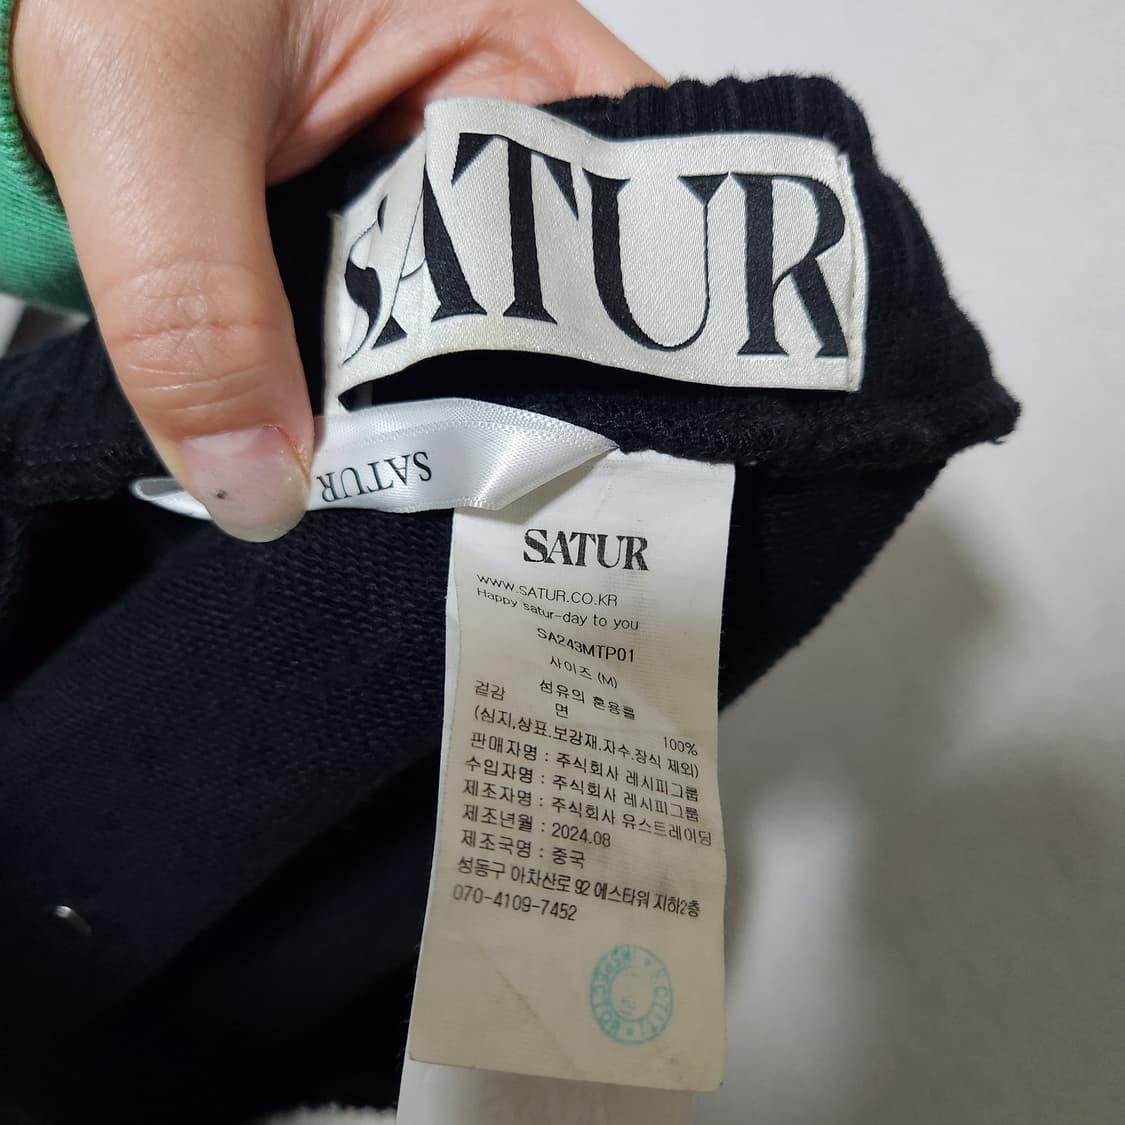 SATUR
SATUR
SATUR
WWW.SATUR.CO.KR
Happy satur-day to you
SA243MTP01
사이즈 (M)
겉감 섬유의 혼용률
면 100%
(심지,상표.보강재.자수.장식 제외)
판매자명 : 주식회사 레시피그룹
수입자명 : 주식회사 레시피그룹
제조자명 : 주식회사 유스트레이딩
제조년월 : 2024.08
제조국명 : 중국
성동구 아차산로 92 에스타워 지하2층
070-4109-7452